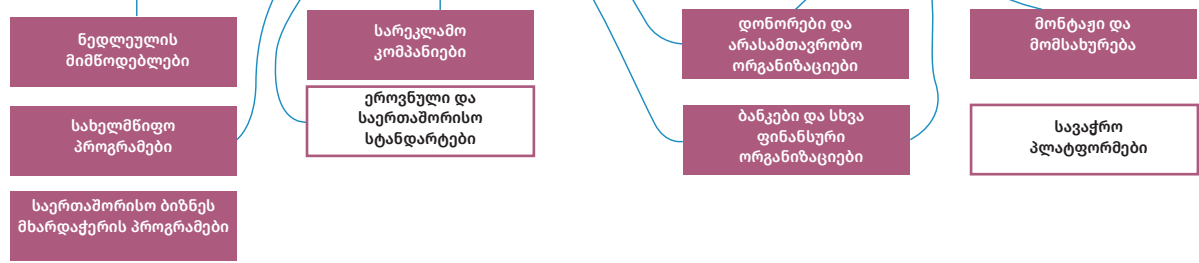 ნედლეულის
მიმწოდებლები
სახელმწიფო
პროგრამები
საერთაშორისო ბიზნეს
მხარდაჭერის პროგრამები
სარეკლამო
კომპანიები
ეროვნული და
საერთაშორისო
სტანდარტები
დონორები და
არასამთავრობო
ორგანიზაციები
ბანკები და სხვა
ფინანსური
ორგანიზაციები
მონტაჟი და
მომსახურება
სავაჭრო
პლატფორმები